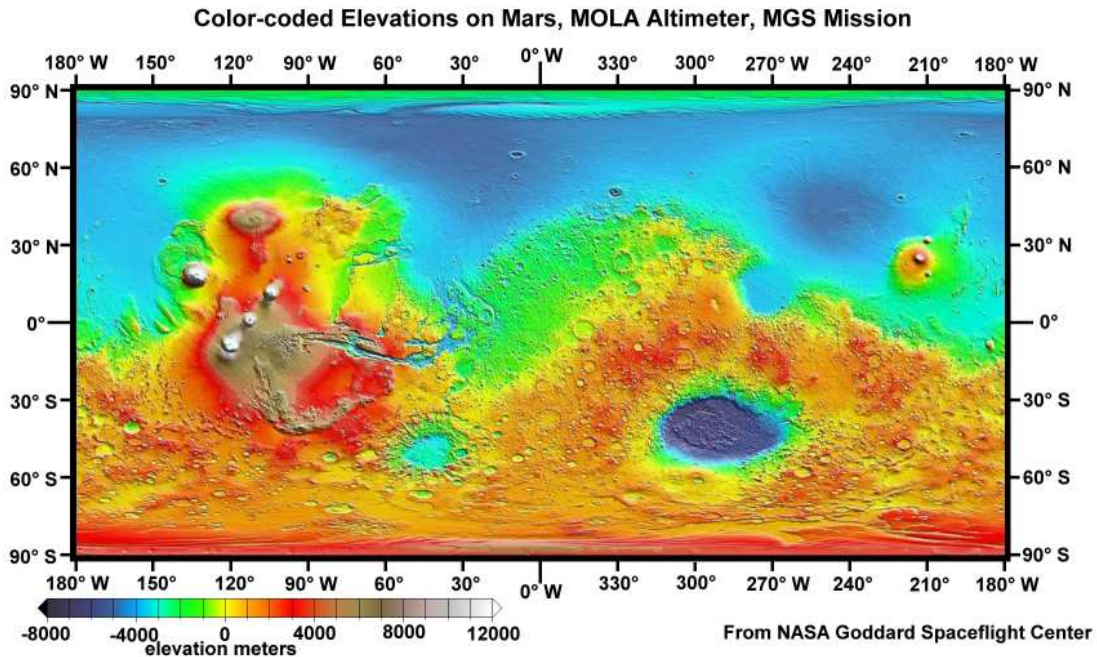 Color-coded Elevations on Mars, MOLA Altimeter, MGS Mission
180° W 150° 120° 90° 60° 30° 0° W 330° 300° 270° 240° 210° 180° W
90° N 90° N
60° N 60° N
30° N 30° N
0° 0°
30° S 30° S
60° S 60° S
90° S 90° S
180° W 150° 120° 90° 60° 30° 0° W 330° 300° 270° W 240° 210° 180° W
-8000 -4000 0 4000 8000 12000
elevation meters
From NASA Goddard Spaceflight Center